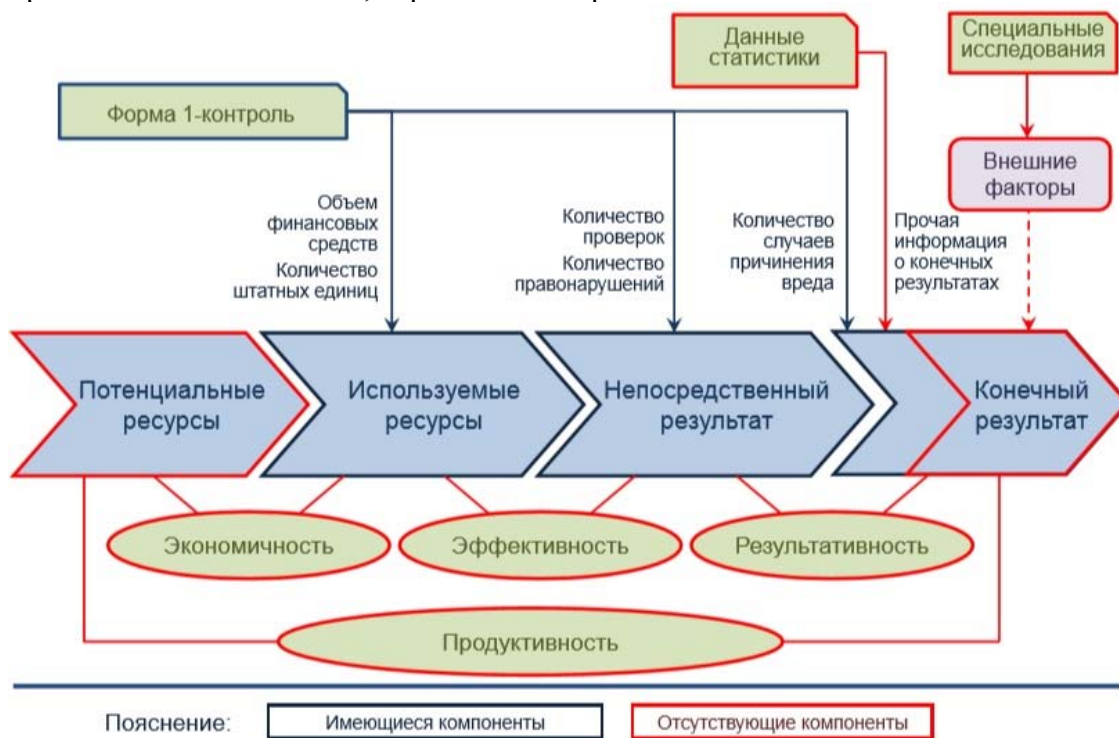 Данные
статистики
Специальные
исследования
Форма 1-контроль
Внешние
факторы
Объем
финансовых
средств
Количество
штатных единиц
Количество
проверок
Количество
правонарушений
Количество
случаев
причинения
вреда
Прочая
информация
о конечных
результатах
Потенциальные
ресурсы
Используемые
ресурсы
Непосредственный
результат
Конечный
результат
Экономичность
Эффективность
Результативность
Продуктивность
Пояснение:
Имеющиеся компоненты
Отсутствующие компоненты